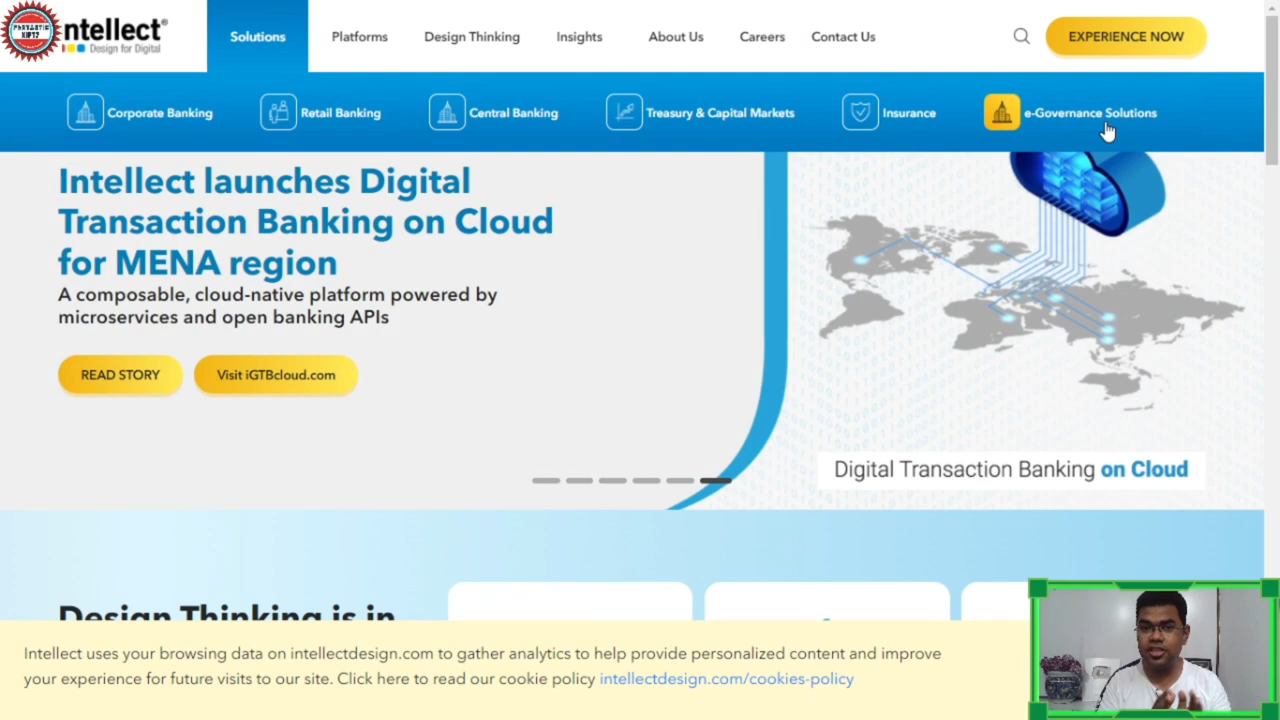 FANTASTIC
intellect®
Design for Digital
Solutions
Platforms
Design Thinking
Insights
About Us
Careers
Contact Us
EXPERIENCE NOW
Corporate Banking
Retail Banking
Central Banking
Treasury & Capital Markets
Insurance
e-Governance Solutions
Intellect launches Digital
Transaction Banking on Cloud
for MENA region
A composable, cloud-native platform powered by
microservices and open banking APIs
READ STORY
Visit iGTBcloud.com
Digital Transaction Banking on Cloud
Design Thinking is in
Intellect uses your browsing data on intellectdesign.com to gather analytics to help provide personalized content and improve
your experience for future visits to our site. Click here to read our cookie policy intellectdesign.com/cookies-policy